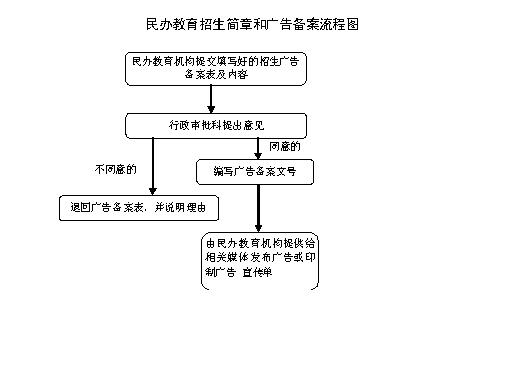 民办教育招生简章和广告备案流程图
民办教育机构提交填写好的招生广告
备案表及内容
行政审批科提出意见
同意的
不同意的
编写广告备案文号
退回广告备案表，并说明理由
由民办教育机构提供给
相关媒体发布广告或印
制广告 宣传单